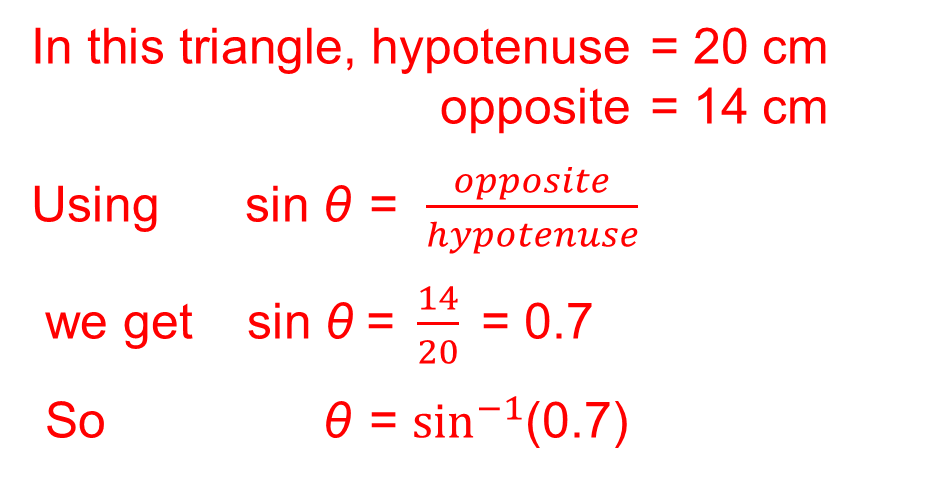 In this triangle, hypotenuse = 20 cm
opposite = 14 cm
Using sin θ = opposite/hypotenuse
we get sin θ = 14/20 = 0.7
So θ = sin⁻¹(0.7)